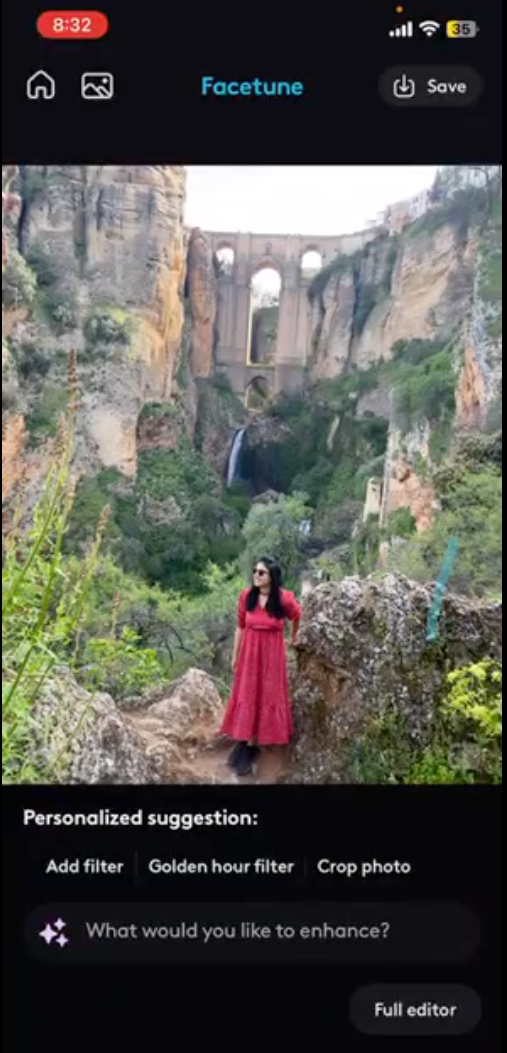 8:32
35
Facetune
Save
Personalized suggestion:
Add filter
Golden hour filter
Crop photo
What would you like to enhance?
Full editor